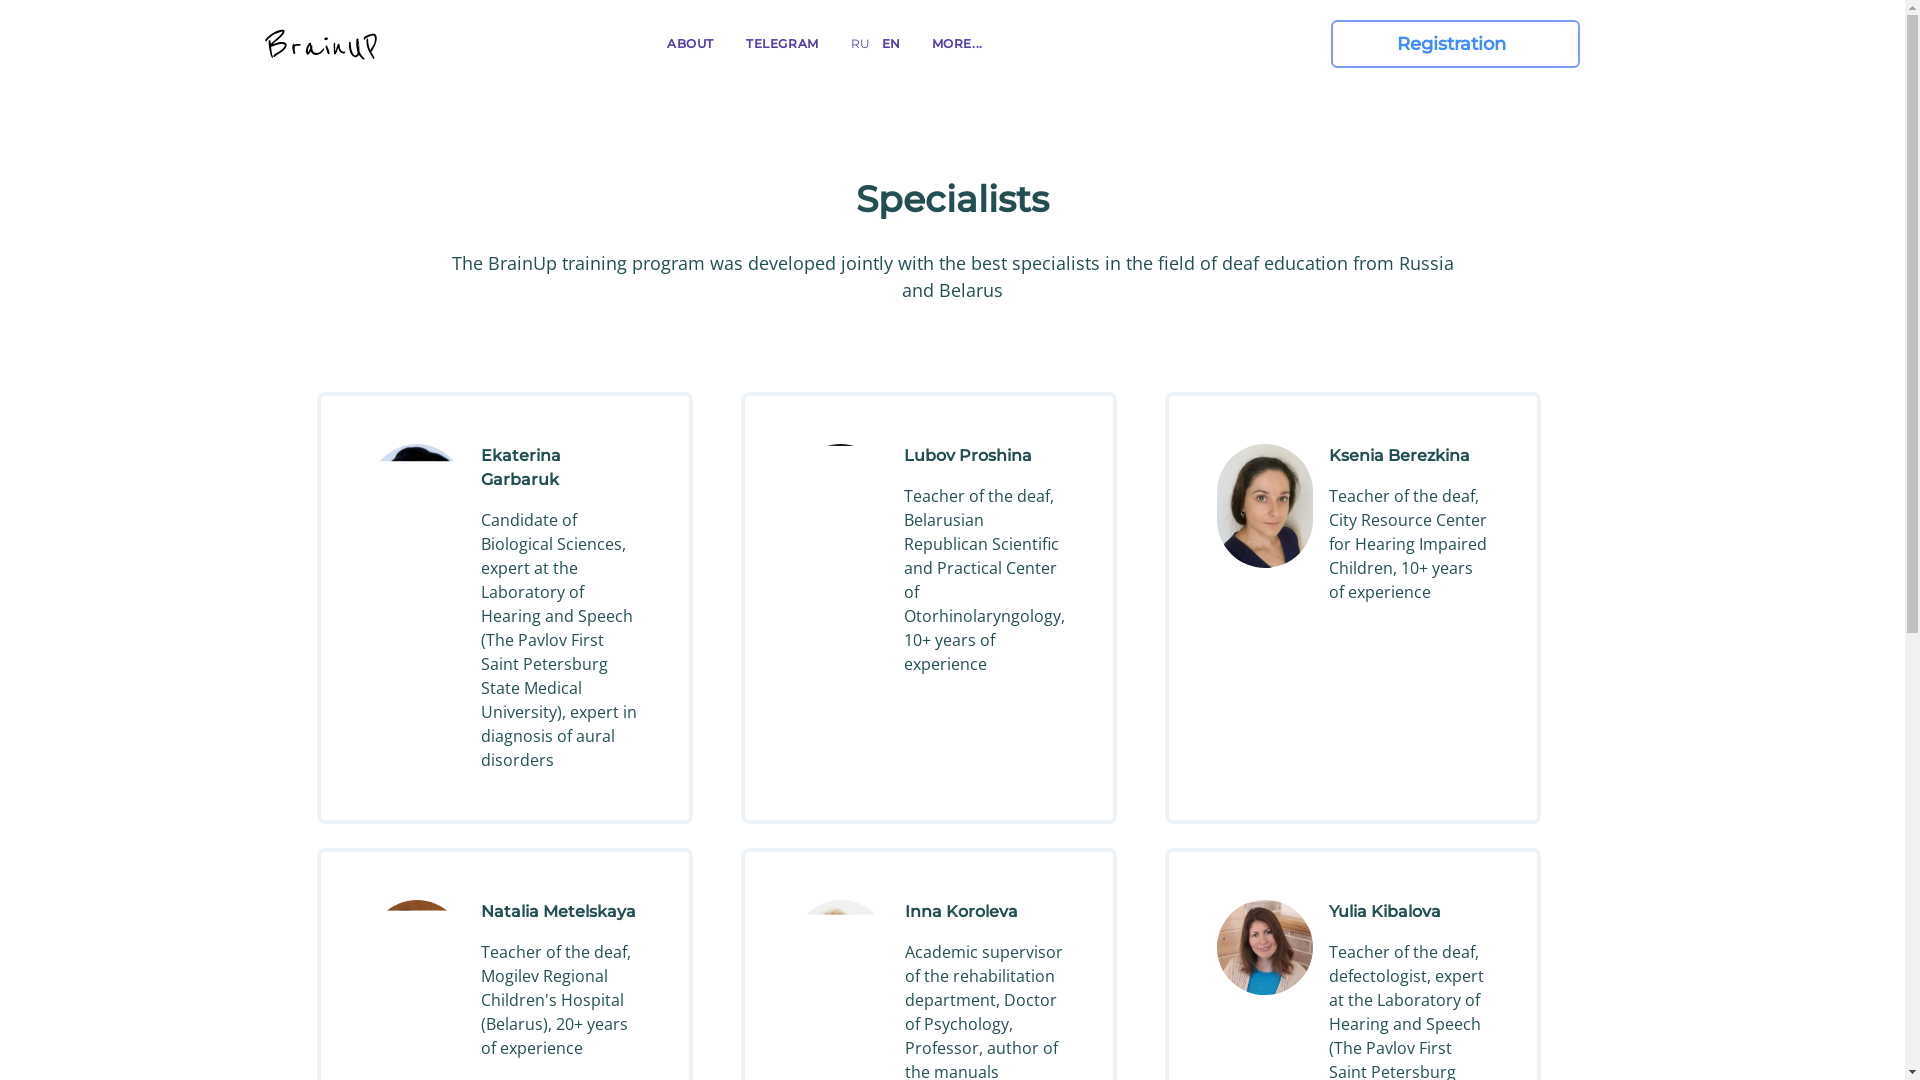 BrainUP
ABOUT
TELEGRAM
RU
EN
MORE...
Registration
Specialists
The BrainUp training program was developed jointly with the best specialists in the field of deaf education from Russia
and Belarus
Ekaterina
Garbaruk
Candidate of
Biological Sciences,
expert at the
Laboratory of
Hearing and Speech
(The Pavlov First
Saint Petersburg
State Medical
University), expert in
diagnosis of aural
disorders
Lubov Proshina
Teacher of the deaf,
Belarusian
Republican Scientific
and Practical Center
of
Otorhinolaryngology,
10+ years of
experience
Ksenia Berezkina
Teacher of the deaf,
City Resource Center
for Hearing Impaired
Children, 10+ years
of experience
Natalia Metelskaya
Teacher of the deaf,
Mogilev Regional
Children's Hospital
(Belarus), 20+ years
of experience
Inna Koroleva
Academic supervisor
of the rehabilitation
department, Doctor
of Psychology,
Professor, author of
the manuals
Yulia Kibalova
Teacher of the deaf,
defectologist, expert
at the Laboratory of
Hearing and Speech
(The Pavlov First
Saint Petersburg